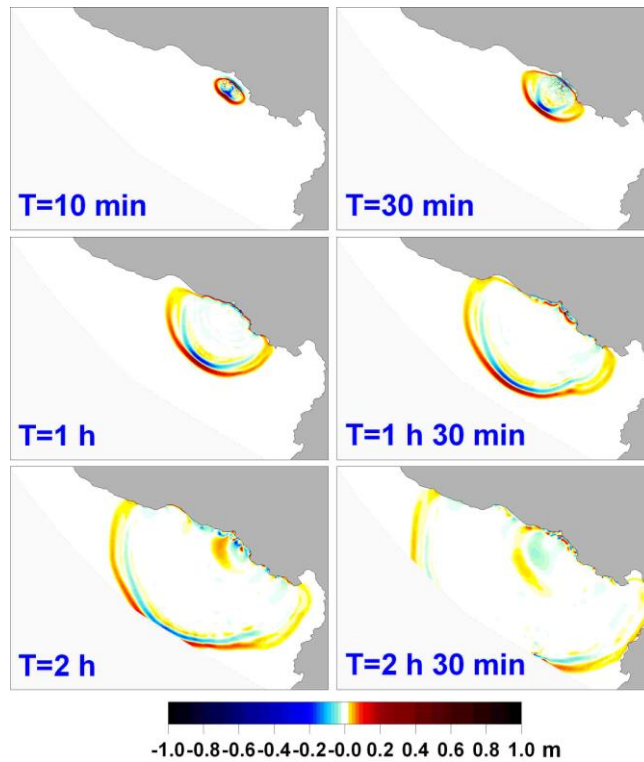 T=10 min
T=30 min
T=1 h
T=1 h 30 min
T=2 h
T=2 h 30 min
-1.0-0.8-0.6-0.4-0.2-0.0 0.2 0.4 0.6 0.8 1.0 m